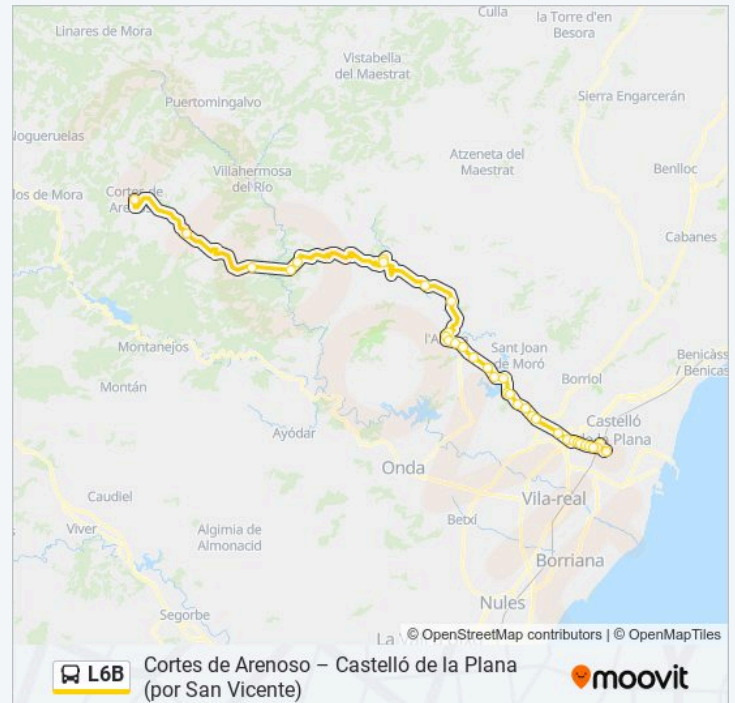 Culla
la Torre d'en
Besora
Linares de Mora
Vistabella
del Maestrat
Sierra Engarcerán
Puertomingalvo
Nogueruelas
Atzeneta del
Maestrat
Benlloc
Villahermosa
del Río
los de Mora
Cortes de
Cabanes
Montanejos
Sant Joan
de Moró
Benicàss
/ Benicas
Montán
Borriol
Castelló
de la Plana
Ayódar
Onda
Vila-real
Caudiel
Betxí
Viver
Algimia de
Almonacid
Borriana
Segorbe
Nules
La
© OpenStreetMap contributors | © OpenMapTiles
L6B
Cortes de Arenoso – Castelló de la Plana
(por San Vicente)
moovit